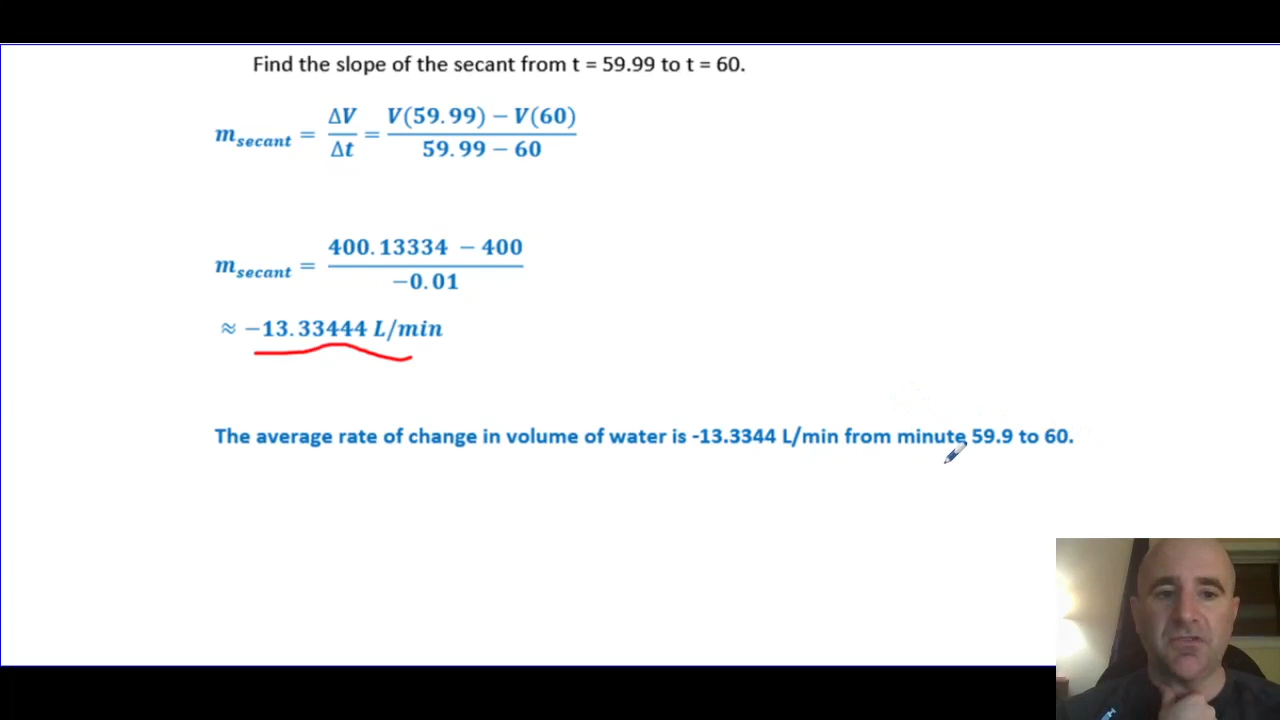 Find the slope of the secant from t = 59.99 to t = 60.
m_secant = ΔV/Δt = (V(59.99) − V(60))/(59.99 − 60)
m_secant = (400.13334 − 400)/(−0.01)
≈ −13.33444 L/min
The average rate of change in volume of water is -13.3344 L/min from minute 59.9 to 60.